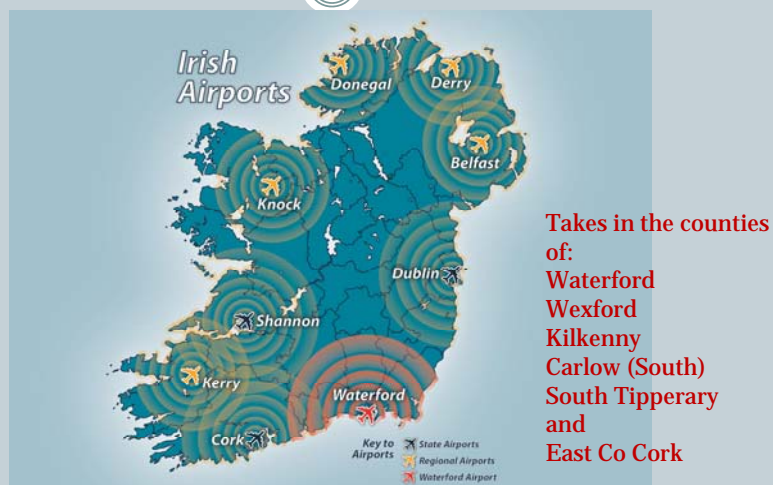 Irish
Airports
Donegal
Derry
Belfast
Knock
Dublin
Shannon
Kerry
Waterford
Cork
Key to
Airports
State Airports
Regional Airports
Waterford Airport
Takes in the counties
of:
Waterford
Wexford
Kilkenny
Carlow (South)
South Tipperary
and
East Co Cork